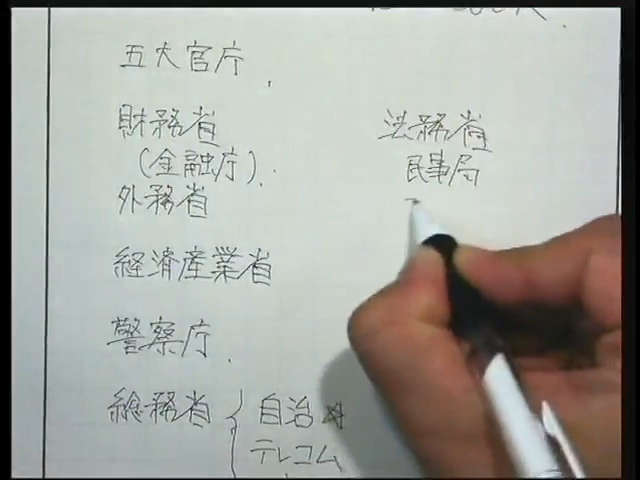 五大官庁
財務省
(金融庁).
外務省
経済産業省
警察庁.
総務省 { 自治
テレコム
法務省
民事局